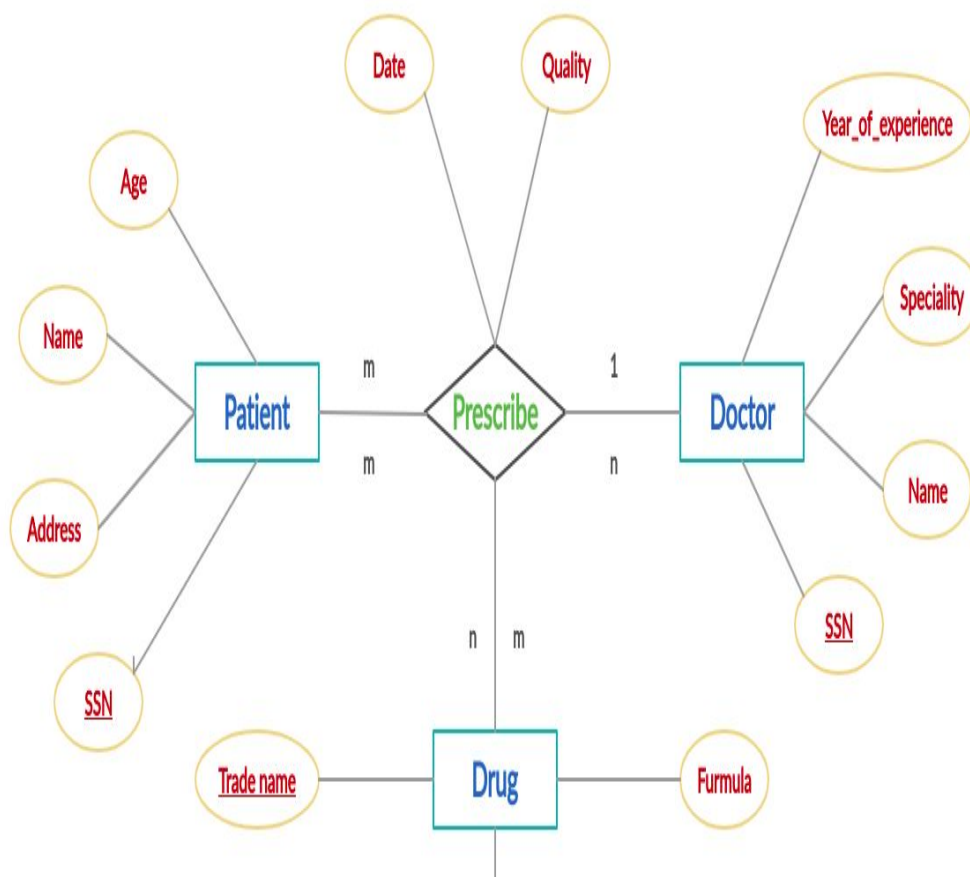 Date
Quality
Year_of_experience
Age
Speciality
Name
m
1
Patient
Prescribe
Doctor
m
n
Name
Address
SSN
n
m
SSN
Trade name
Drug
Furmula